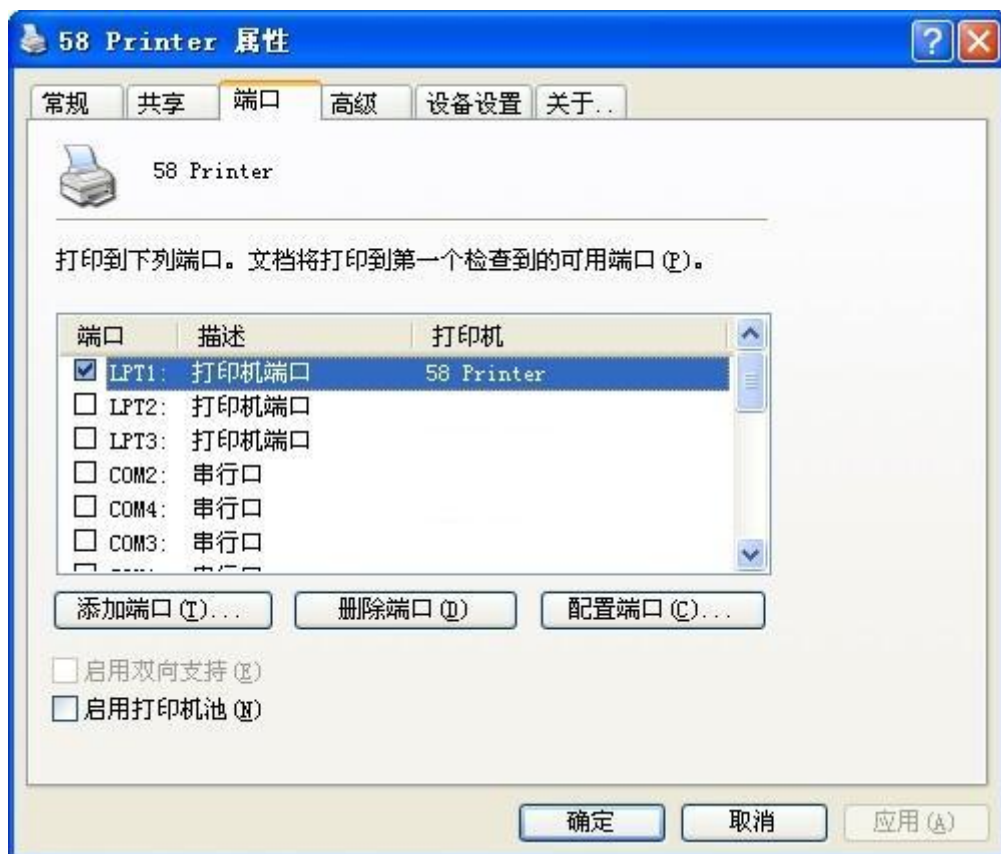 58 Printer 属性
常规 共享 端口 高级 设备设置 关于..
58 Printer
打印到下列端口。文档将打印到第一个检查到的可用端口(P)。
端口 描述 打印机
LPT1: 打印机端口 58 Printer
LPT2: 打印机端口
LPT3: 打印机端口
COM2: 串行口
COM4: 串行口
COM3: 串行口
添加端口(T)... 删除端口(D) 配置端口(C)...
启用双向支持(E)
启用打印机池(N)
确定 取消 应用(A)